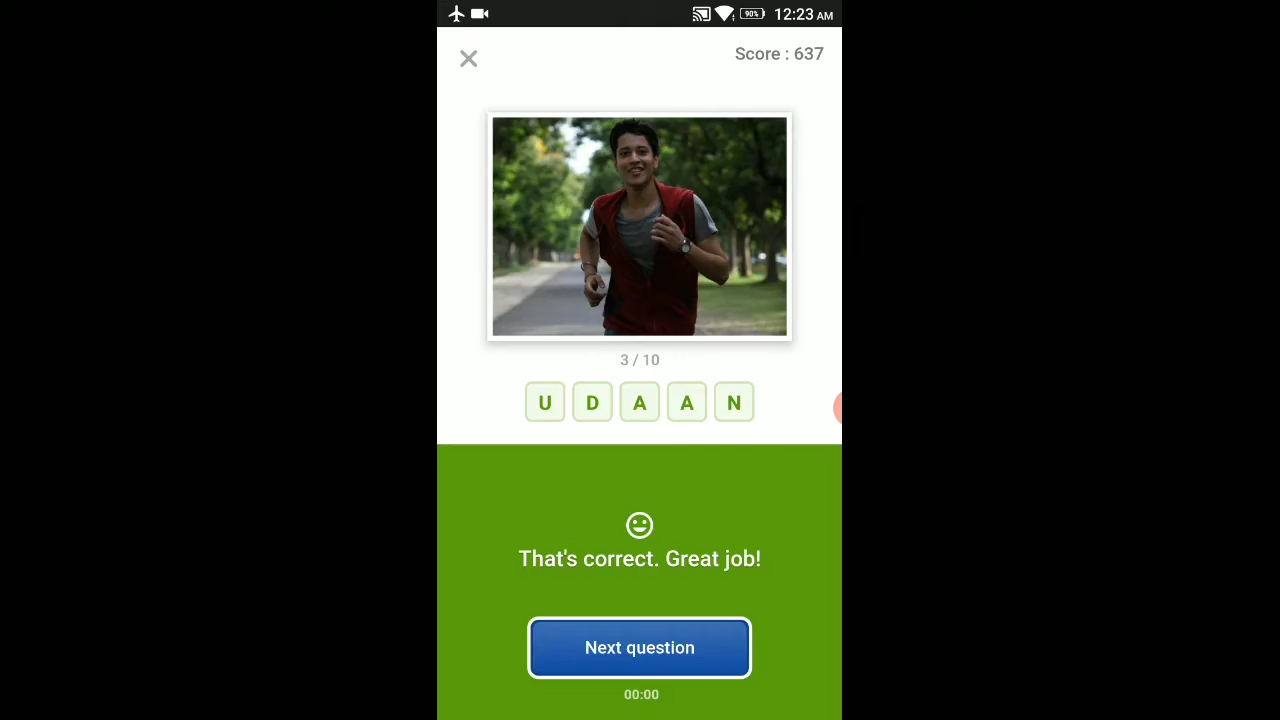 90% 12:23 AM
Score : 637
3 / 10
U D A A N
That's correct. Great job!
Next question
00:00